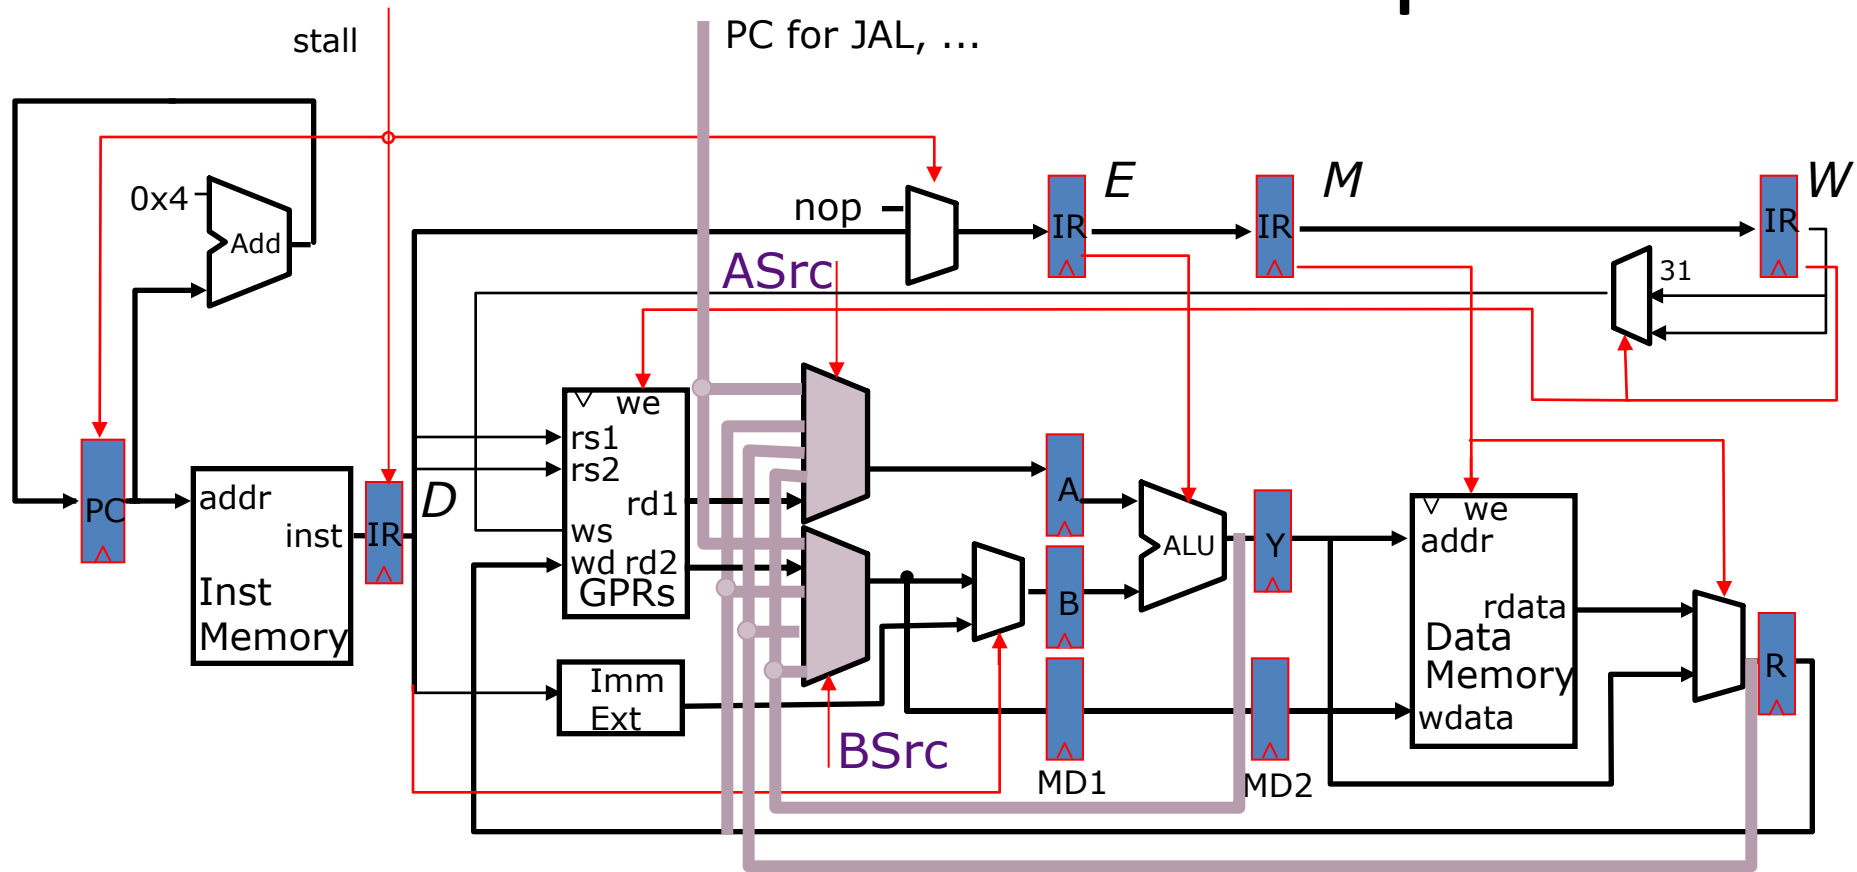 stall
PC for JAL, ...
E
M
W
0x4
nop
IR
IR
IR
Add
ASrc
31
we
rs1
rs2
A
PC
addr
D
rd1
we
inst
IR
ws
ALU
Y
addr
wd rd2
GPRs
B
rdata
Inst
Memory
Data
Memory
R
Imm
Ext
wdata
BSrc
MD1
MD2